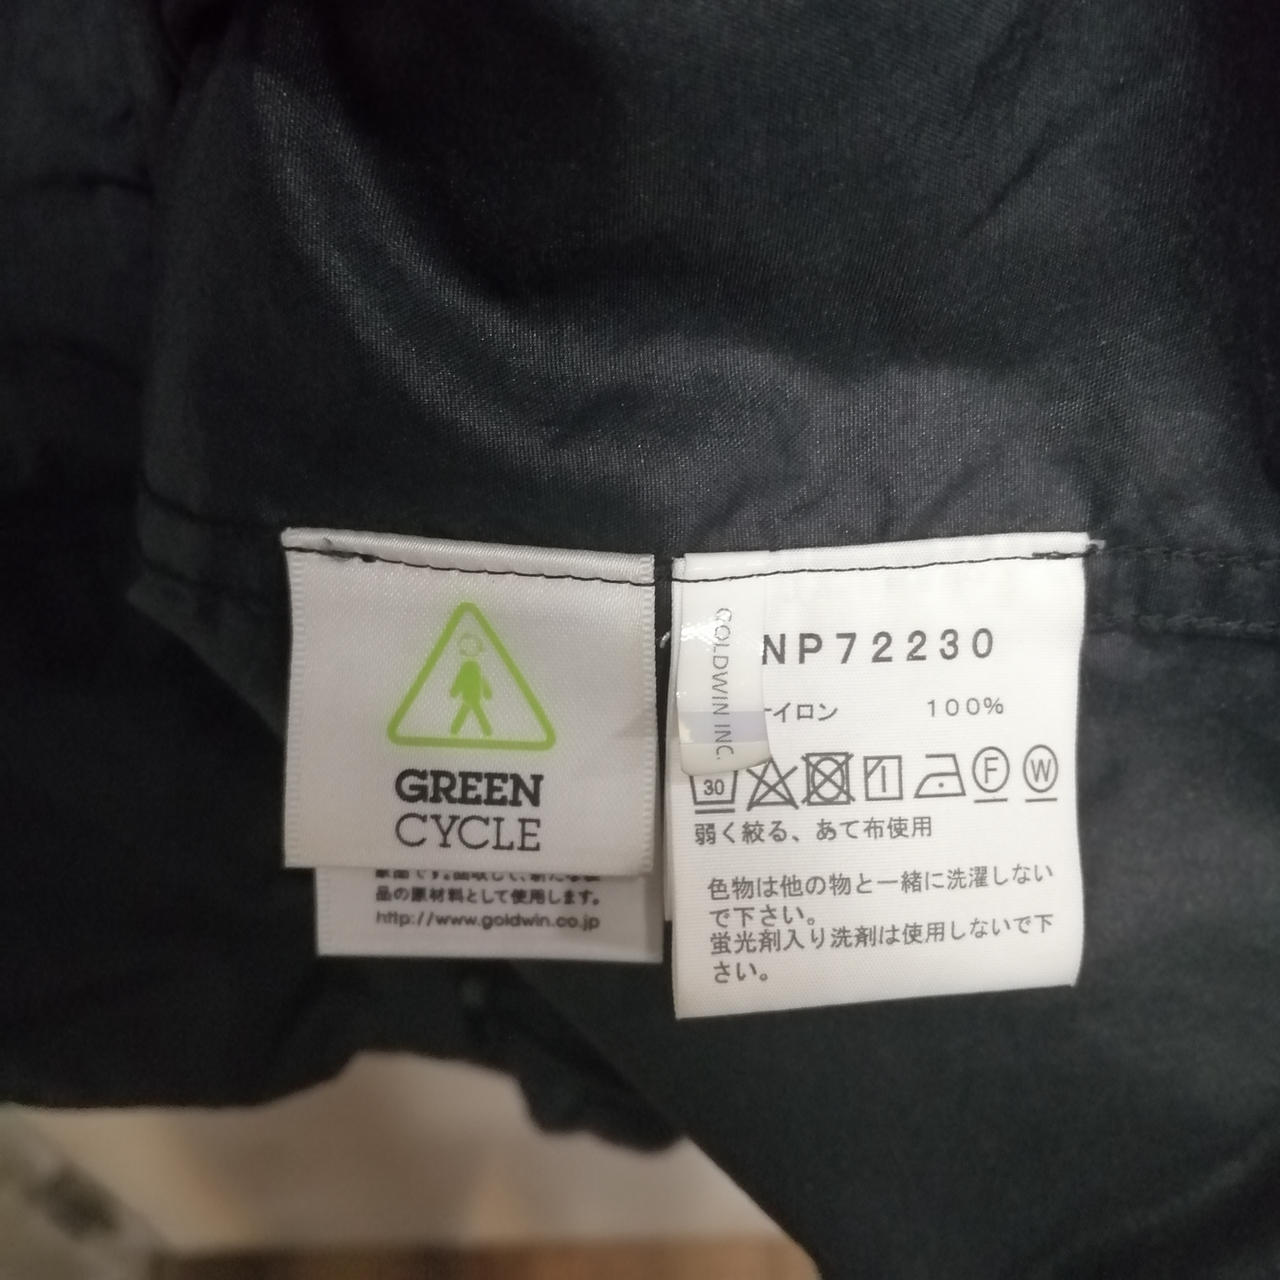 GREEN
CYCLE
品の原材料として使用します。
http://www.goldwin.co.jp
GOLDWIN INC.
NP72230
イロン 100%
30
F
W
弱く絞る、あて布使用
色物は他の物と一緒に洗濯しない
で下さい。
蛍光剤入り洗剤は使用しないで下
さい。